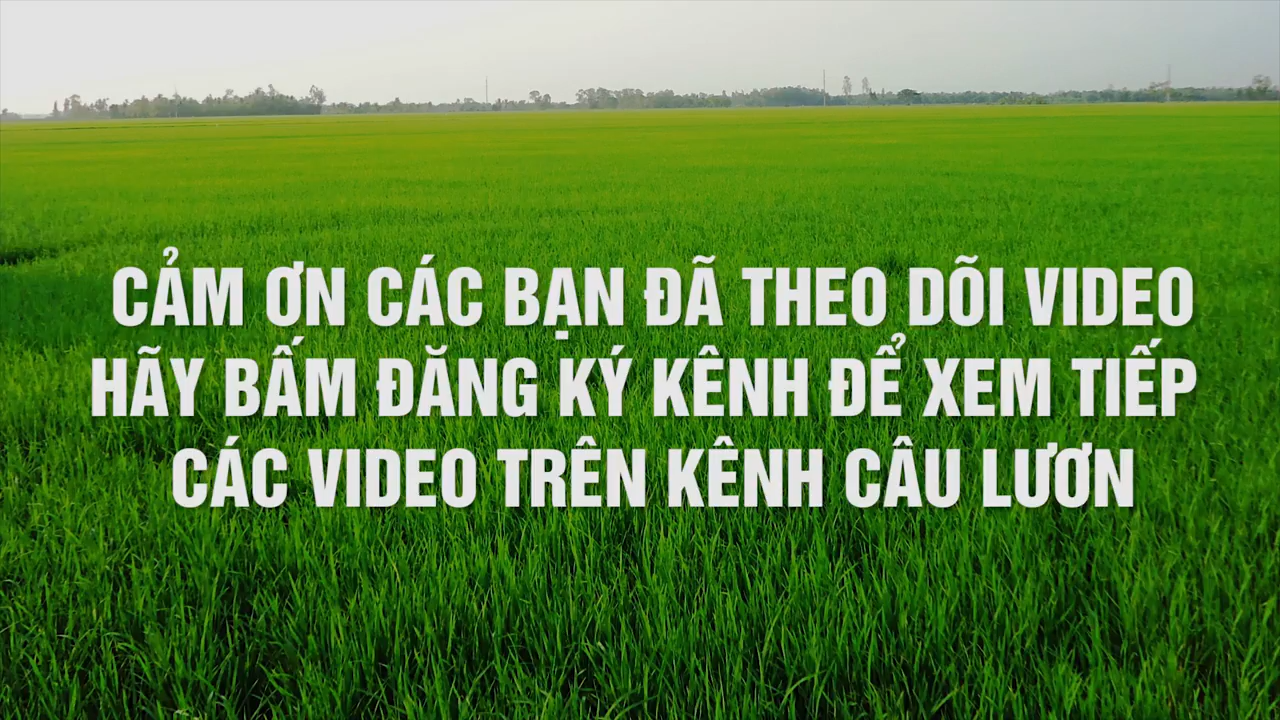 CẢM ƠN CÁC BẠN ĐÃ THEO DÕI VIDEO
HÃY BẤM ĐĂNG KÝ KÊNH ĐỂ XEM TIẾP
CÁC VIDEO TRÊN KÊNH CÂU LƯƠN